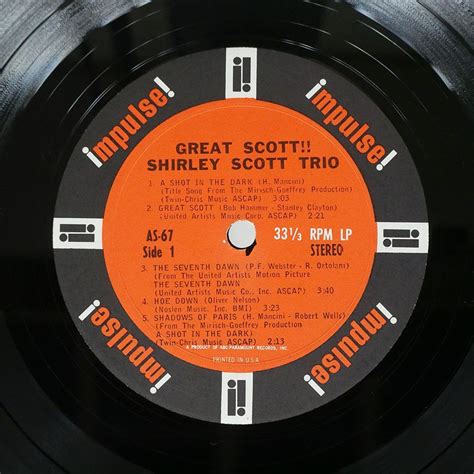 impulse!
impulse!
impulse!
impulse!
GREAT SCOTT!!
SHIRLEY SCOTT TRIO
1. A SHOT IN THE DARK (H. Mancini)
(Title Song From The Mirisch-Goeffrey Production)
(Twin-Chris Music ASCAP) 3:03
2. GREAT SCOTT (Bob Hammer - Stanley Clayton)
(United Artists Music Corp. ASCAP) 2:21
AS-67
Side 1
33 1/3 RPM LP
STEREO
3. THE SEVENTH DAWN (P.F. Webster - R. Ortolani)
(From The United Artists Motion Picture
THE SEVENTH DAWN
(United Artists Music Co., Inc. ASCAP) 3:40
4. HOE DOWN (Oliver Nelson)
(Noslen Music, Inc. BMI) 3:23
5. SHADOWS OF PARIS (H. Mancini - Robert Wells)
(From The Mirisch-Goeffrey Production
A SHOT IN THE DARK)
(Twin-Chris Music ASCAP) 2:13
A PRODUCT OF ABC-PARAMOUNT RECORDS, INC.
PRINTED IN U.S.A.